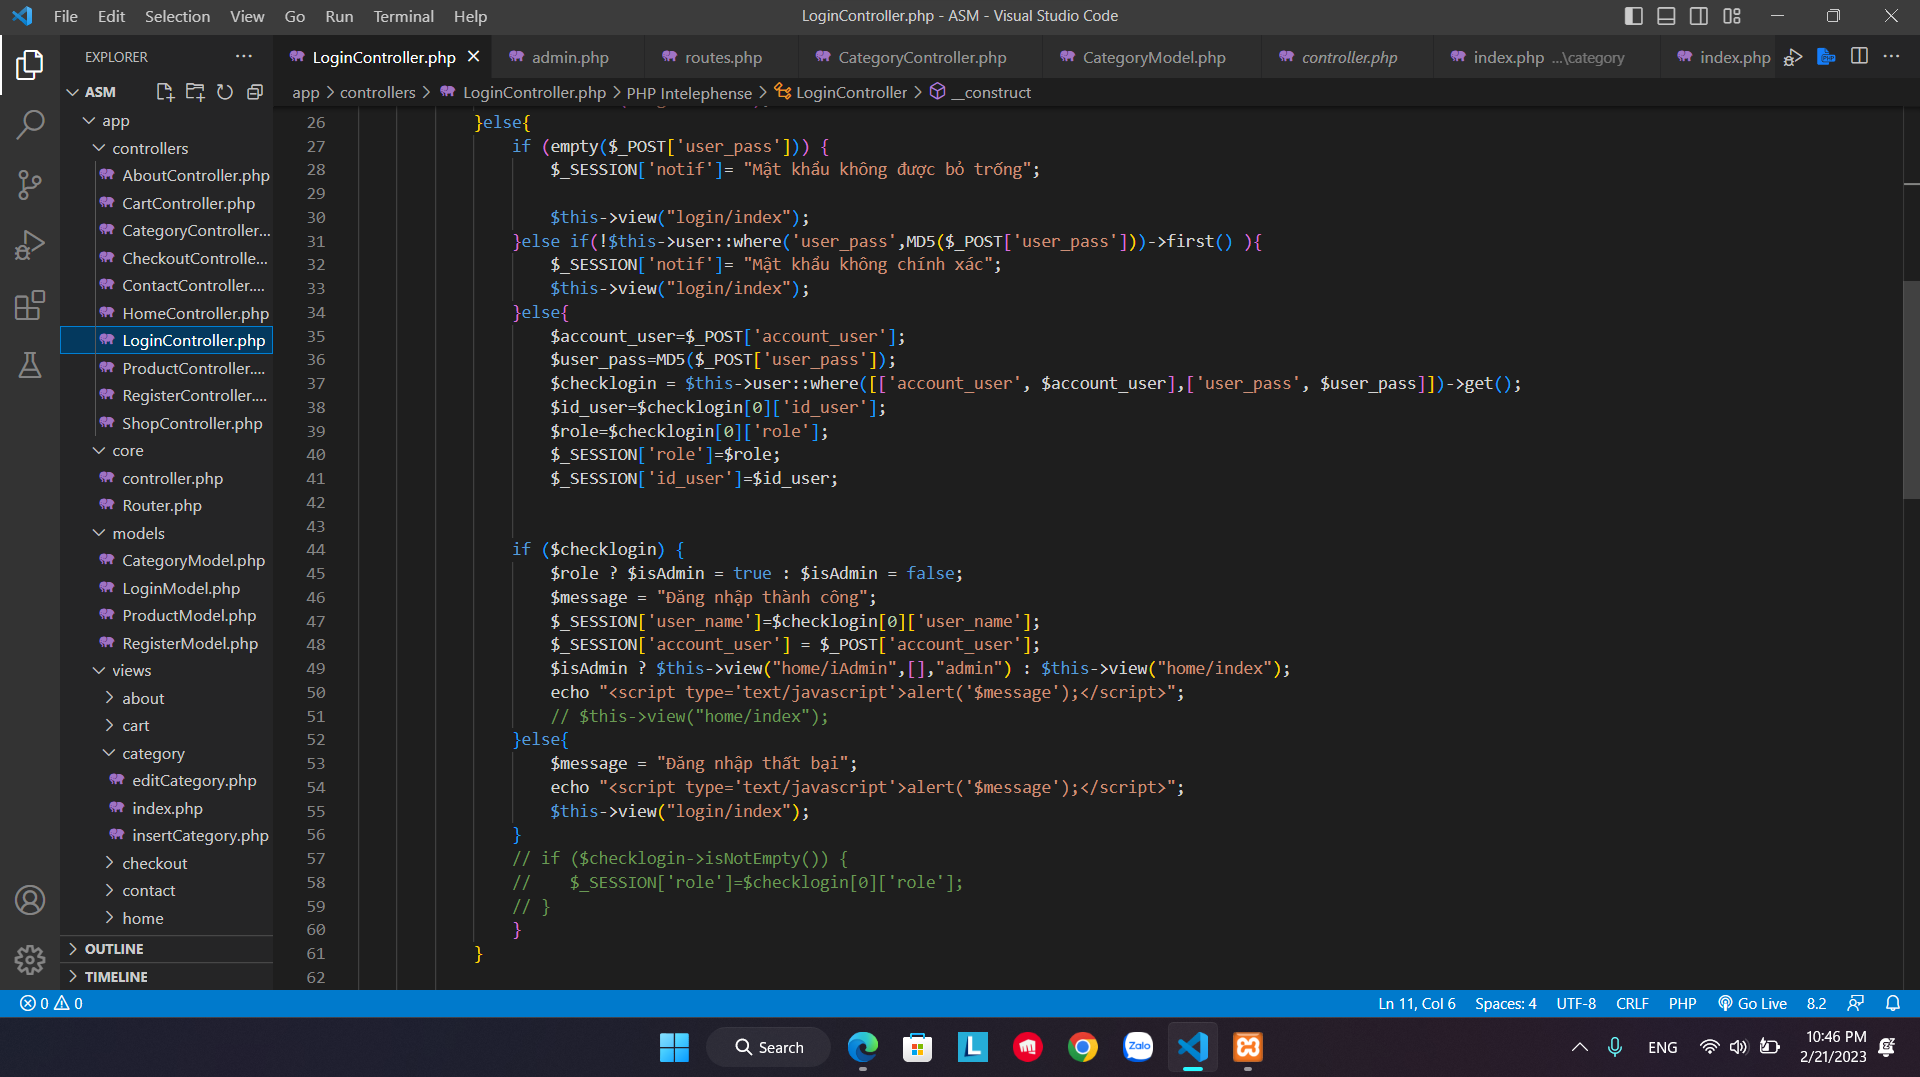 File Edit Selection View Go Run Terminal Help
LoginController.php - ASM - Visual Studio Code
EXPLORER
LoginController.php admin.php routes.php CategoryController.php CategoryModel.php controller.php index.php ...\category index.php
ASM
app > controllers > LoginController.php > PHP Intelephense > LoginController > __construct
app
controllers
AboutController.php
CartController.php
CategoryController...
CheckoutControlle...
ContactController....
HomeController.php
LoginController.php
ProductController....
RegisterController....
ShopController.php
core
controller.php
Router.php
models
CategoryModel.php
LoginModel.php
ProductModel.php
RegisterModel.php
views
about
cart
category
editCategory.php
index.php
insertCategory.php
checkout
contact
home
OUTLINE
TIMELINE
26 }else{
27 if (empty($_POST['user_pass'])) {
28 $_SESSION['notif']= "Mật khẩu không được bỏ trống";
29
30 $this->view("login/index");
31 }else if(!$this->user::where('user_pass',MD5($_POST['user_pass']))->first() ){
32 $_SESSION['notif']= "Mật khẩu không chính xác";
33 $this->view("login/index");
34 }else{
35 $account_user=$_POST['account_user'];
36 $user_pass=MD5($_POST['user_pass']);
37 $checklogin = $this->user::where([['account_user', $account_user],['user_pass', $user_pass]])->get();
38 $id_user=$checklogin[0]['id_user'];
39 $role=$checklogin[0]['role'];
40 $_SESSION['role']=$role;
41 $_SESSION['id_user']=$id_user;
42
43
44 if ($checklogin) {
45 $role ? $isAdmin = true : $isAdmin = false;
46 $message = "Đăng nhập thành công";
47 $_SESSION['user_name']=$checklogin[0]['user_name'];
48 $_SESSION['account_user'] = $_POST['account_user'];
49 $isAdmin ? $this->view("home/iAdmin",[],"admin") : $this->view("home/index");
50 echo "<script type='text/javascript'>alert('$message');</script>";
51 // $this->view("home/index");
52 }else{
53 $message = "Đăng nhập thất bại";
54 echo "<script type='text/javascript'>alert('$message');</script>";
55 $this->view("login/index");
56 }
57 // if ($checklogin->isNotEmpty()) {
58 // $_SESSION['role']=$checklogin[0]['role'];
59 // }
60 }
61 }
62
0 0
Ln 11, Col 6 Spaces: 4 UTF-8 CRLF PHP Go Live 8.2
Search
Zalo
ENG
10:46 PM
2/21/2023